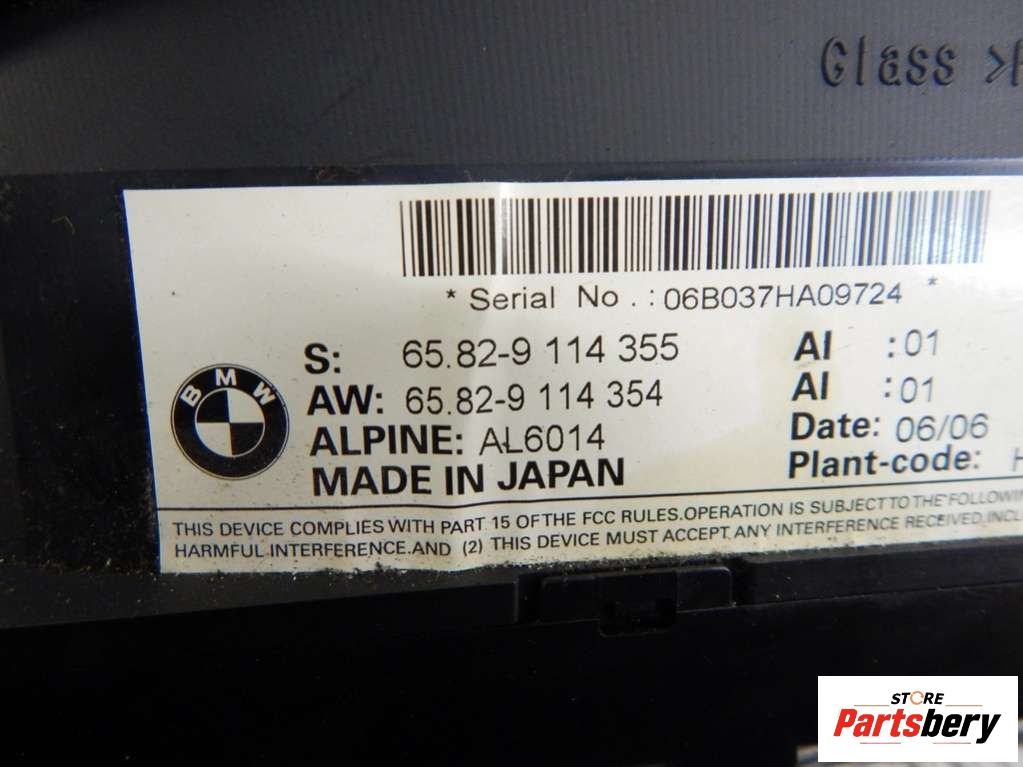 Glass >
* Serial No. : 06B037HA09724 *
S: 65.82-9 114 355 AI :01
AW: 65.82-9 114 354 AI :01
ALPINE: AL6014 Date: 06/06
MADE IN JAPAN Plant-code: H
BMW
THIS DEVICE COMPLIES WITH PART 15 OF THE FCC RULES.OPERATION IS SUBJECT TO THE FOLLOWIN
HARMFUL INTERFERENCE.AND (2) THIS DEVICE MUST ACCEPT ANY INTERFERENCE RECEIVED,INCL
STORE
Partsbery